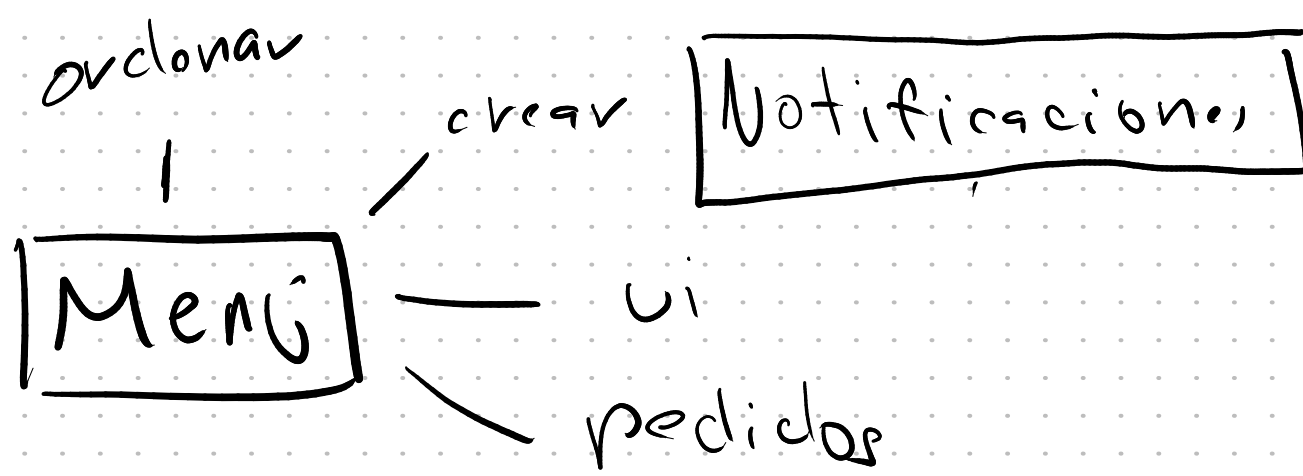 ordonar
crear
Notificaciones
Menú
ui
pedidos